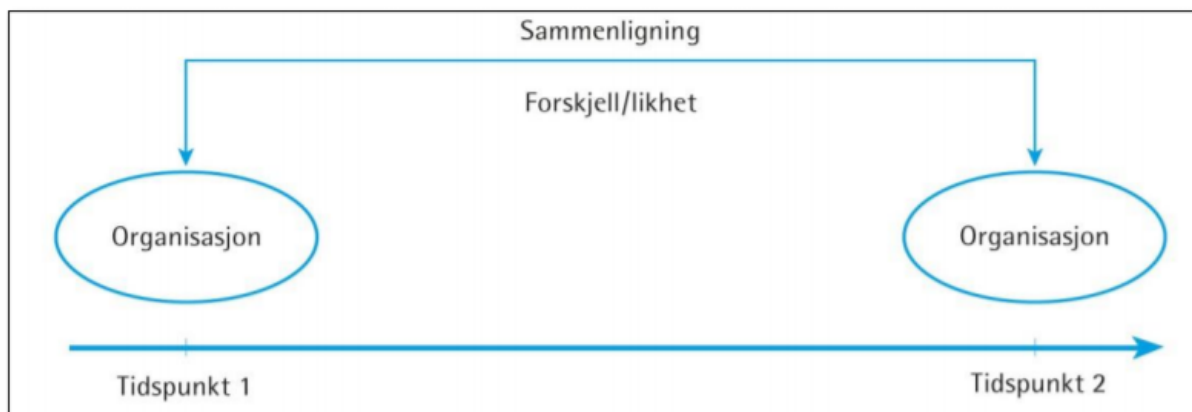 Sammenligning
Forskjell/likhet
Organisasjon
Organisasjon
Tidspunkt 1
Tidspunkt 2